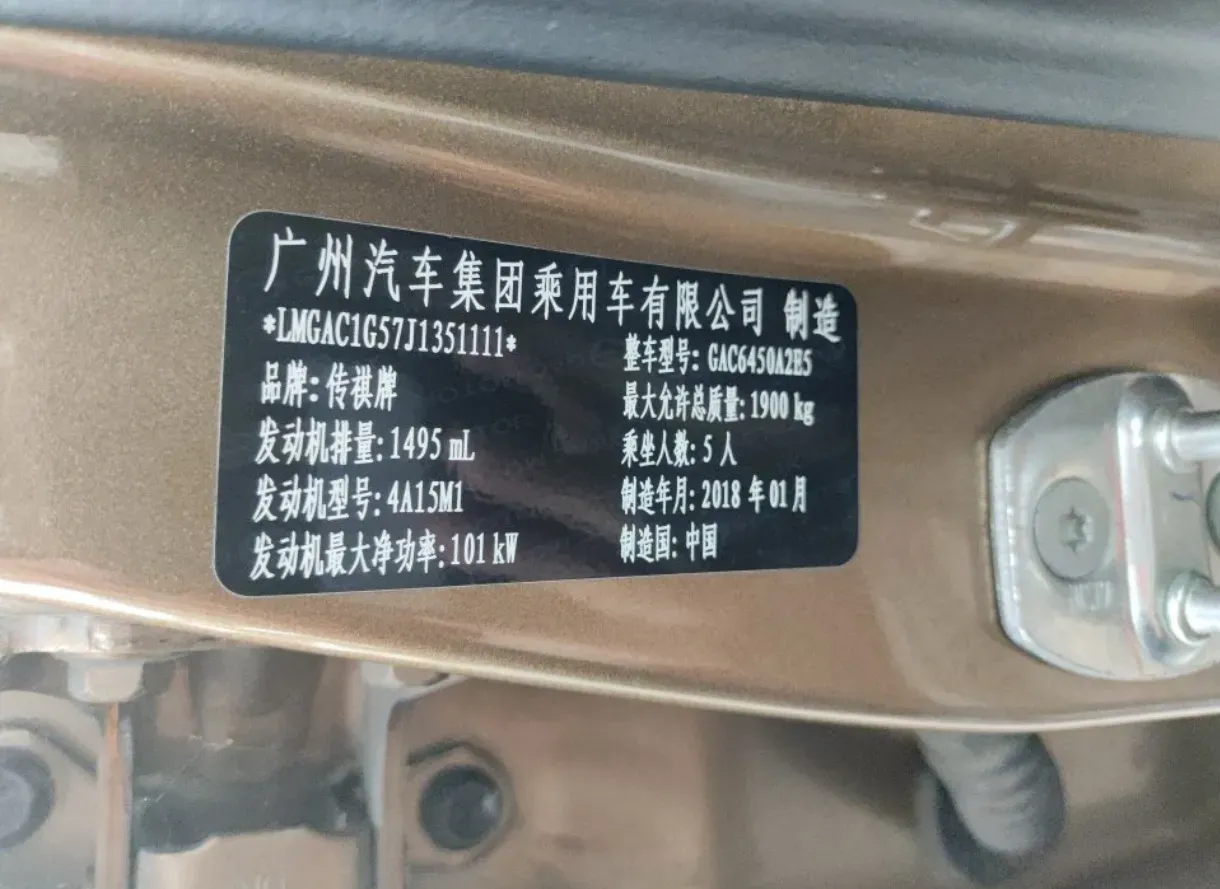 广州汽车集团乘用车有限公司 制造
*LMGAC1G57J1351111*
整车型号: GAC6450A2E5
品牌: 传祺牌
最大允许总质量: 1900 kg
发动机排量: 1495 mL
乘坐人数: 5 人
发动机型号: 4A15M1
制造年月: 2018 年 01 月
发动机最大净功率: 101 kW
制造国: 中国